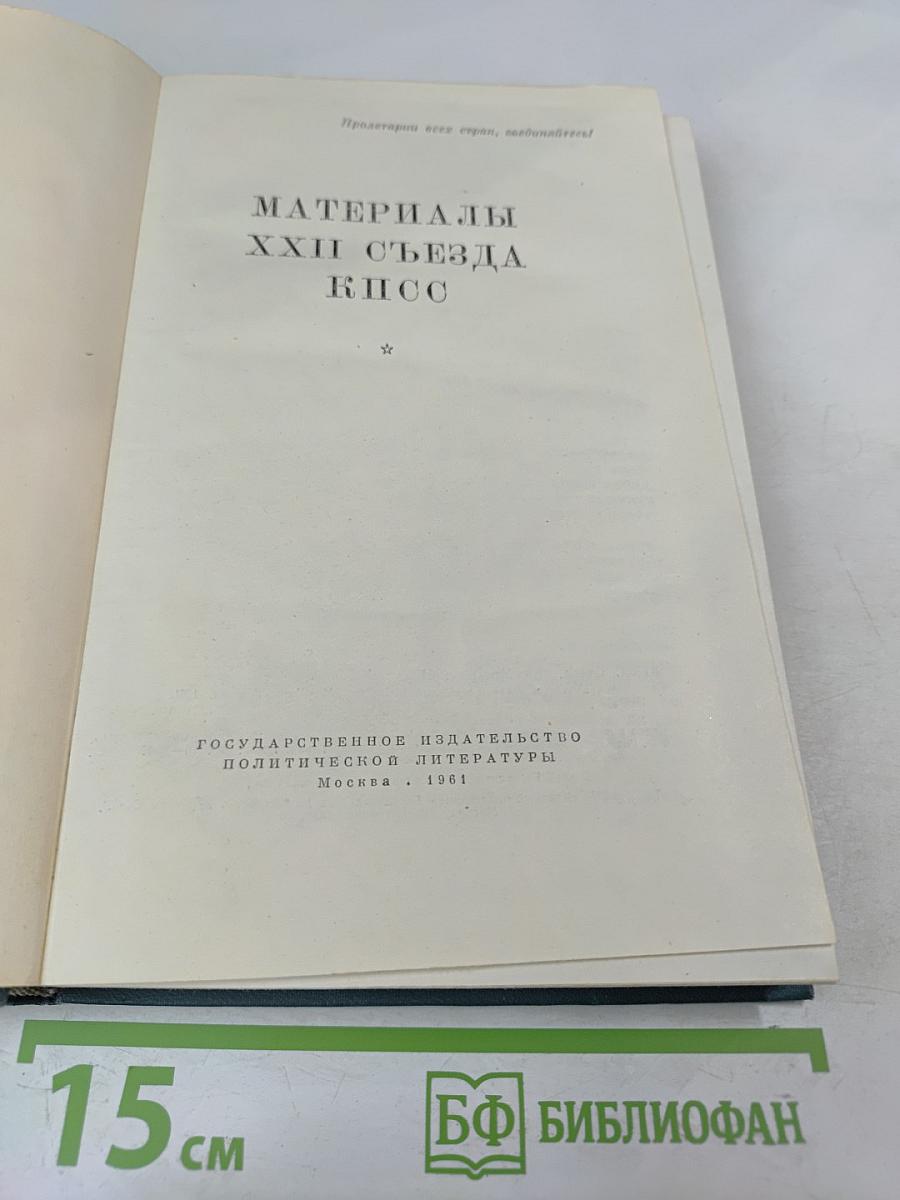 Пролетарии всех стран, соединяйтесь!
МАТЕРИАЛЫ
XXII СЪЕЗДА
КПСС
ГОСУДАРСТВЕННОЕ ИЗДАТЕЛЬСТВО
ПОЛИТИЧЕСКОЙ ЛИТЕРАТУРЫ
Москва . 1961
15 см
БФ БИБЛИОФАН